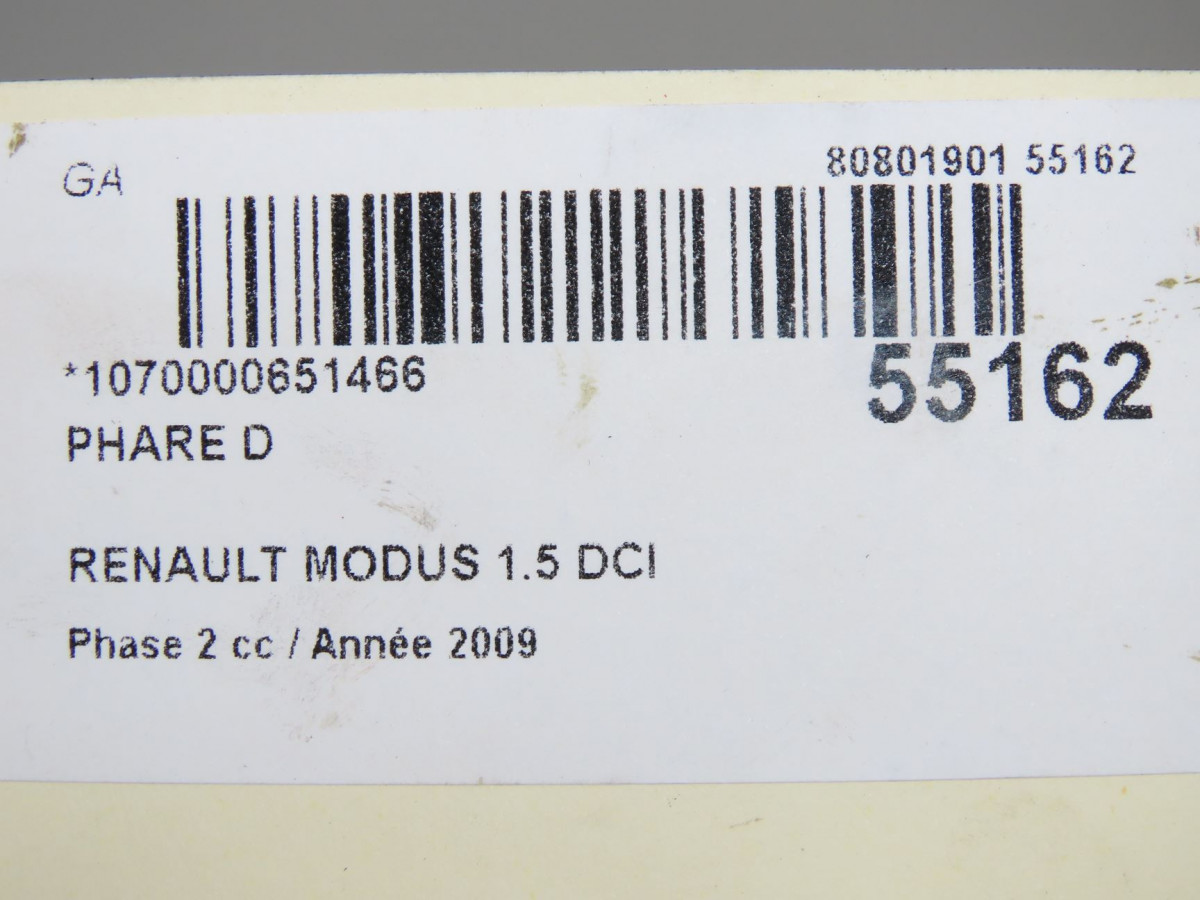 GA
80801901 55162
*1070000651466
55162
PHARE D
RENAULT MODUS 1.5 DCI
Phase 2 cc / Année 2009